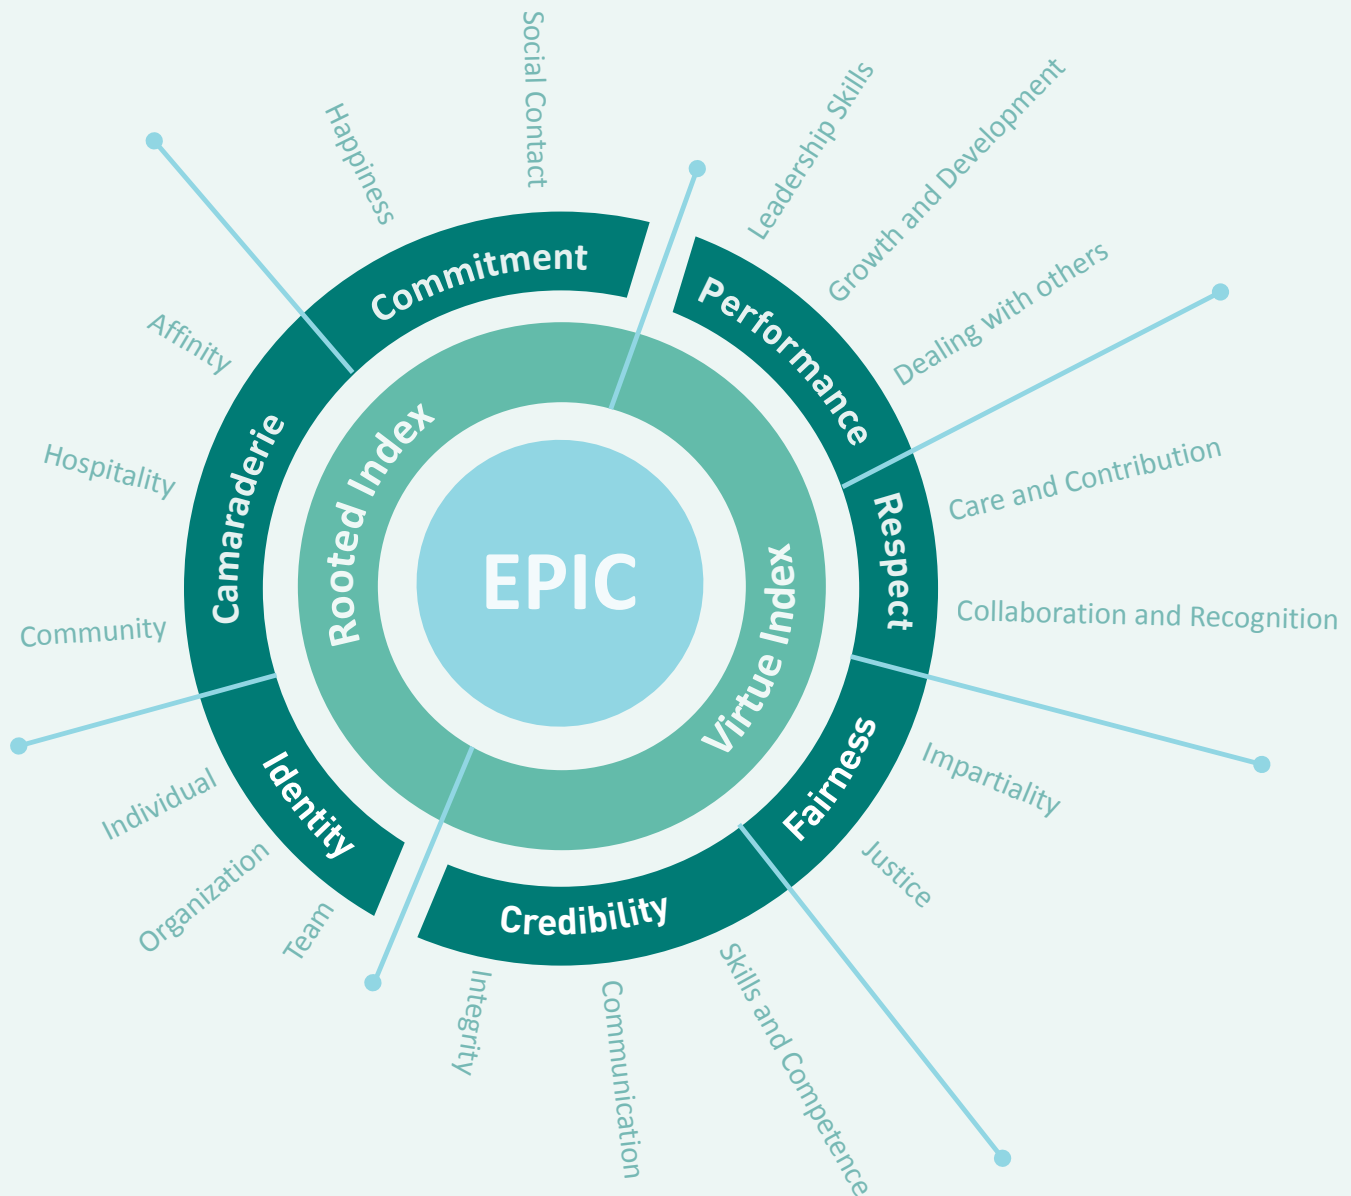 EPIC
Rooted Index
Virtue Index
Commitment
Happiness
Social Contact
Performance
Leadership Skills
Growth and Development
Dealing with others
Respect
Care and Contribution
Collaboration and Recognition
Fairness
Impartiality
Justice
Credibility
Skills and Competence
Communication
Integrity
Identity
Team
Organization
Individual
Camaraderie
Community
Hospitality
Affinity